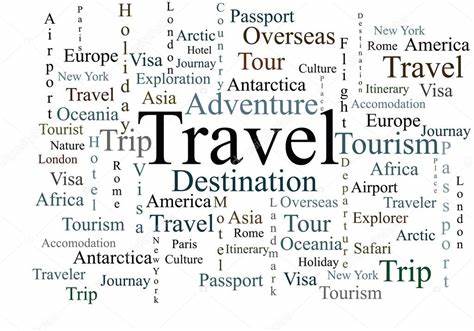 Airport
Paris
Holiday
London
Country
Passport
Overseas
Tour
Antarctica
Culture
Places
Flight
Destination
New York
Rome
America
Travel
Itinerary
Visa
Accomodation
Europe
Journay
Arctic
Hotel
Journay
Visa
Exploration
Asia
Adventure
Europe
New York
Travel
Oceania
Tourist
Nature
London
Visa
Africa
Hotel
Trip
Rome
Visa
Travel
Destination
Tourism
Africa
Place
Passport
London
Airport
Traveler
Departure
Explorer
Arctic
Safari
Trip
New York
Tourism
America
Motel
Asia
Landmark
Overseas
Tour
Oceania
Holiday
Visa
Rome
Itinerary
Passport
Travel
Nature
Paris
Culture
New York
Tourism
Accomodation
Antarctica
Traveler
Journay
Trip